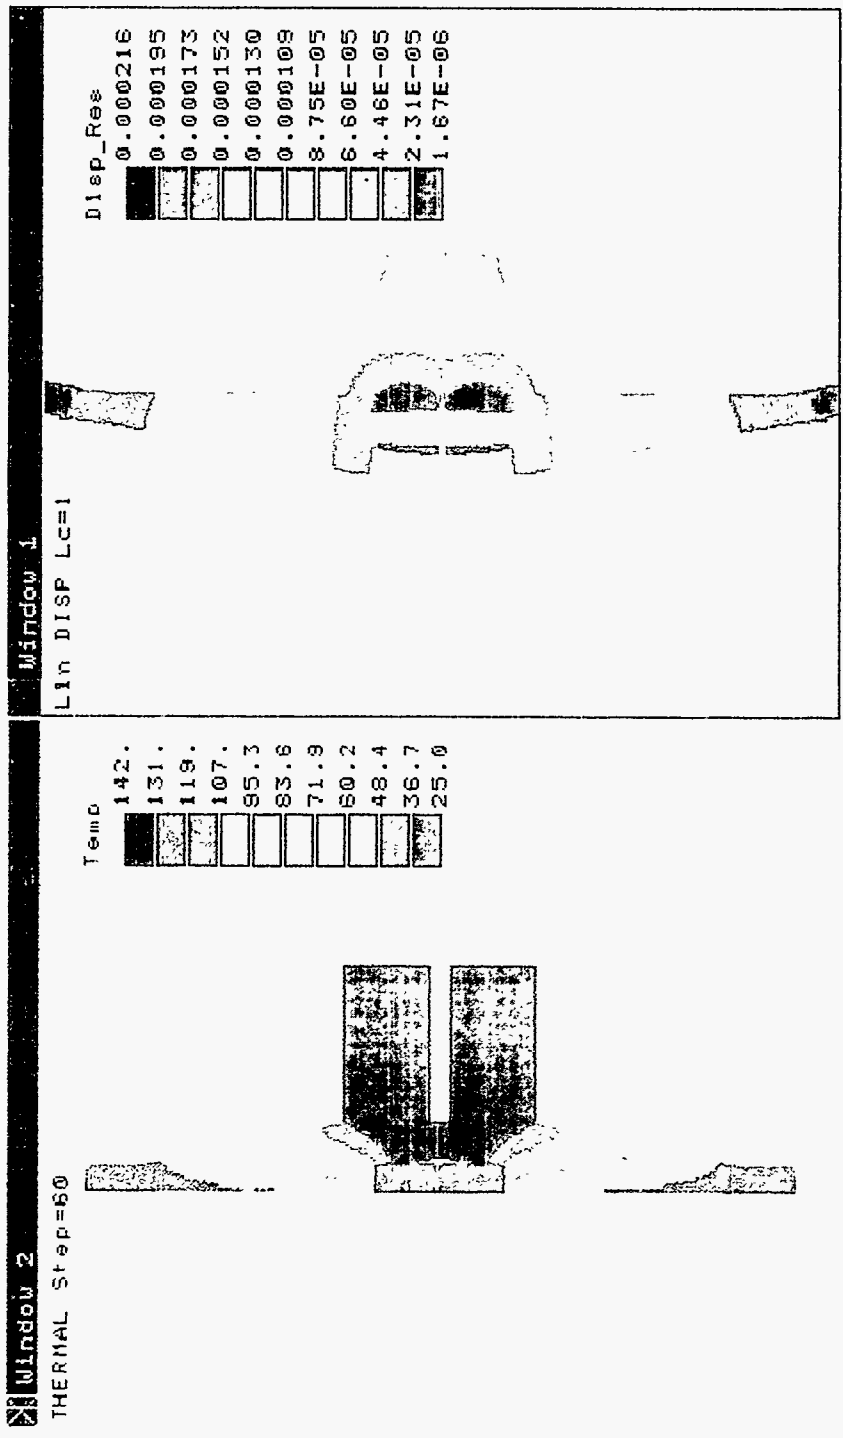 Window 1
Lin DISP Lc=1
Disp_Res
0.000216
0.000195
0.000173
0.000152
0.000130
0.000109
8.75E-05
6.60E-05
4.46E-05
2.31E-05
1.67E-06
Window 2
THERMAL Step=60
Temp
142.
131.
119.
107.
95.3
83.6
71.9
60.2
48.4
36.7
25.0